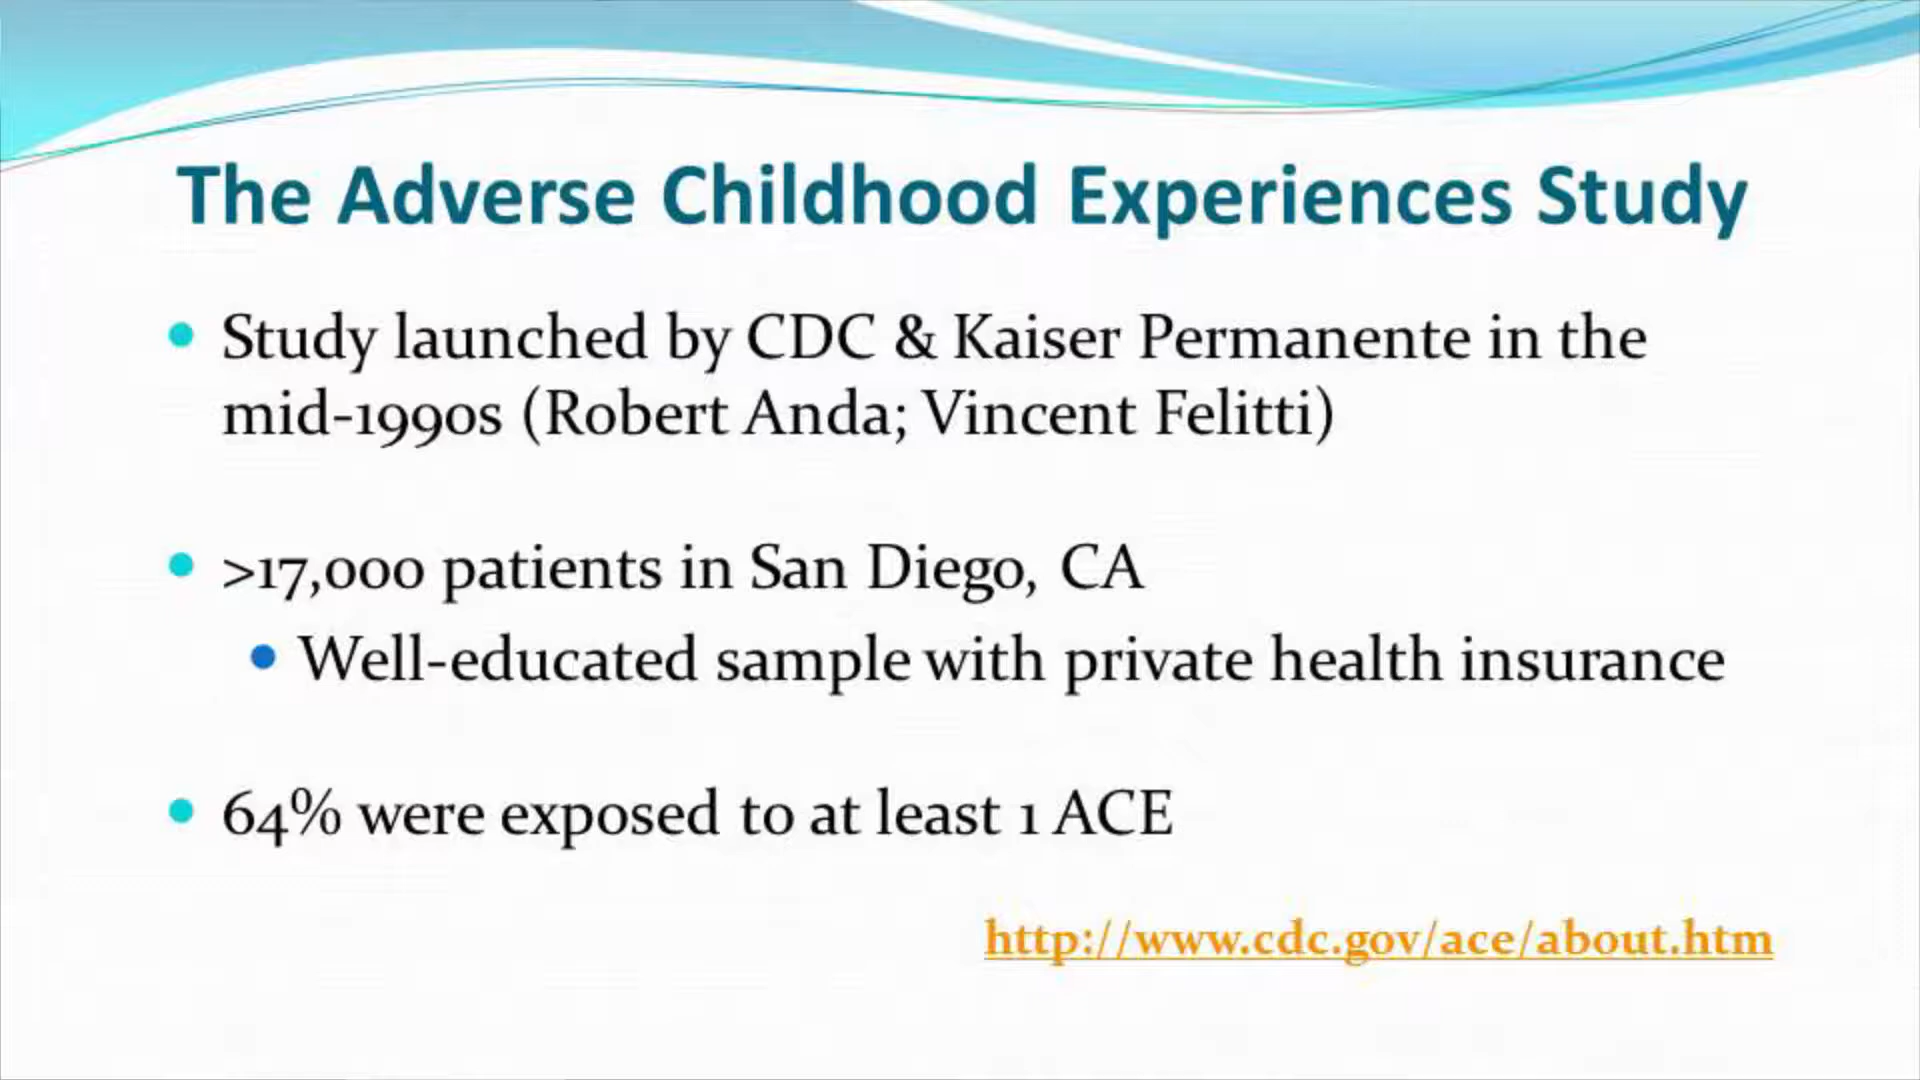 The Adverse Childhood Experiences Study
• Study launched by CDC & Kaiser Permanente in the
mid-1990s (Robert Anda; Vincent Felitti)
• >17,000 patients in San Diego, CA
• Well-educated sample with private health insurance
• 64% were exposed to at least 1 ACE
http://www.cdc.gov/ace/about.htm